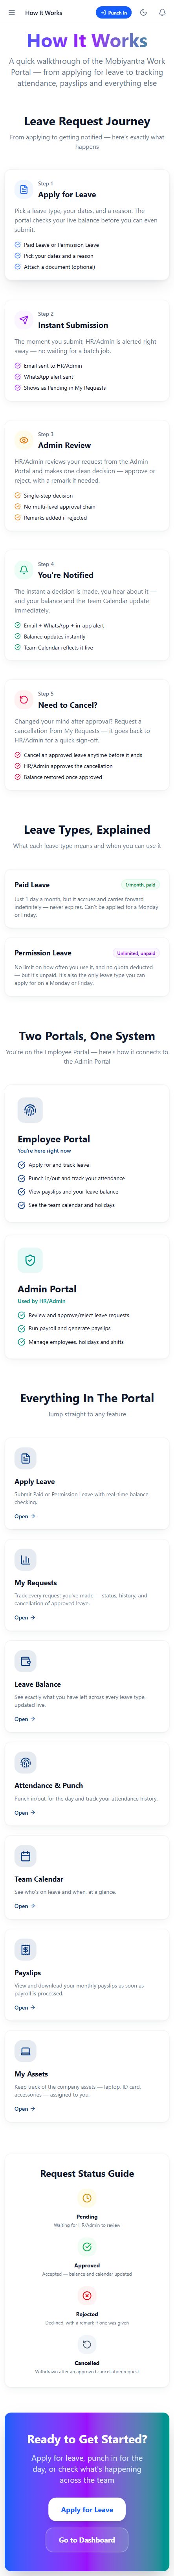 How It Works
Punch In
How It Works
A quick walkthrough of the Mobiyantra Work
Portal — from applying for leave to tracking
attendance, payslips and everything else
Leave Request Journey
From applying to getting notified — here's exactly what
happens
Step 1
Apply for Leave
Pick a leave type, your dates, and a reason. The
portal checks your live balance before you can even
submit.
Paid Leave or Permission Leave
Pick your dates and a reason
Attach a document (optional)
Step 2
Instant Submission
The moment you submit, HR/Admin is alerted right
away — no waiting for a batch job.
Email sent to HR/Admin
WhatsApp alert sent
Shows as Pending in My Requests
Step 3
Admin Review
HR/Admin reviews your request from the Admin
Portal and makes one clean decision — approve or
reject, with a remark if needed.
Single-step decision
No multi-level approval chain
Remarks added if rejected
Step 4
You're Notified
The instant a decision is made, you hear about it —
and your balance and the Team Calendar update
immediately.
Email + WhatsApp + in-app alert
Balance updates instantly
Team Calendar reflects it live
Step 5
Need to Cancel?
Changed your mind after approval? Request a
cancellation from My Requests — it goes back to
HR/Admin for a quick sign-off.
Cancel an approved leave anytime before it ends
HR/Admin approves the cancellation
Balance restored once approved
Leave Types, Explained
What each leave type means and when you can use it
Paid Leave
1/month, paid
Just 1 day a month, but it accrues and carries forward
indefinitely — never expires. Can't be applied for a Monday
or Friday.
Permission Leave
Unlimited, unpaid
No limit on how often you use it, and no quota deducted
— but it's unpaid. It's also the only leave type you can
apply for on a Monday or Friday.
Two Portals, One System
You're on the Employee Portal — here's how it connects to
the Admin Portal
Employee Portal
You're here right now
Apply for and track leave
Punch in/out and track your attendance
View payslips and your leave balance
See the team calendar and holidays
Admin Portal
Used by HR/Admin
Review and approve/reject leave requests
Run payroll and generate payslips
Manage employees, holidays and shifts
Everything In The Portal
Jump straight to any feature
Apply Leave
Submit Paid or Permission Leave with real-time balance
checking.
Open →
My Requests
Track every request you've made — status, history, and
cancellation of approved leave.
Open →
Leave Balance
See exactly what you have left across every leave type,
updated live.
Open →
Attendance & Punch
Punch in/out for the day and track your attendance history.
Open →
Team Calendar
See who's on leave and when, at a glance.
Open →
Payslips
View and download your monthly payslips as soon as
payroll is processed.
Open →
My Assets
Keep track of the company assets — laptop, ID card,
accessories — assigned to you.
Open →
Request Status Guide
Pending
Waiting for HR/Admin to review
Approved
Accepted — balance and calendar updated
Rejected
Declined, with a remark if one was given
Cancelled
Withdrawn after an approved cancellation request
Ready to Get Started?
Apply for leave, punch in for the
day, or check what's happening
across the team
Apply for Leave
Go to Dashboard